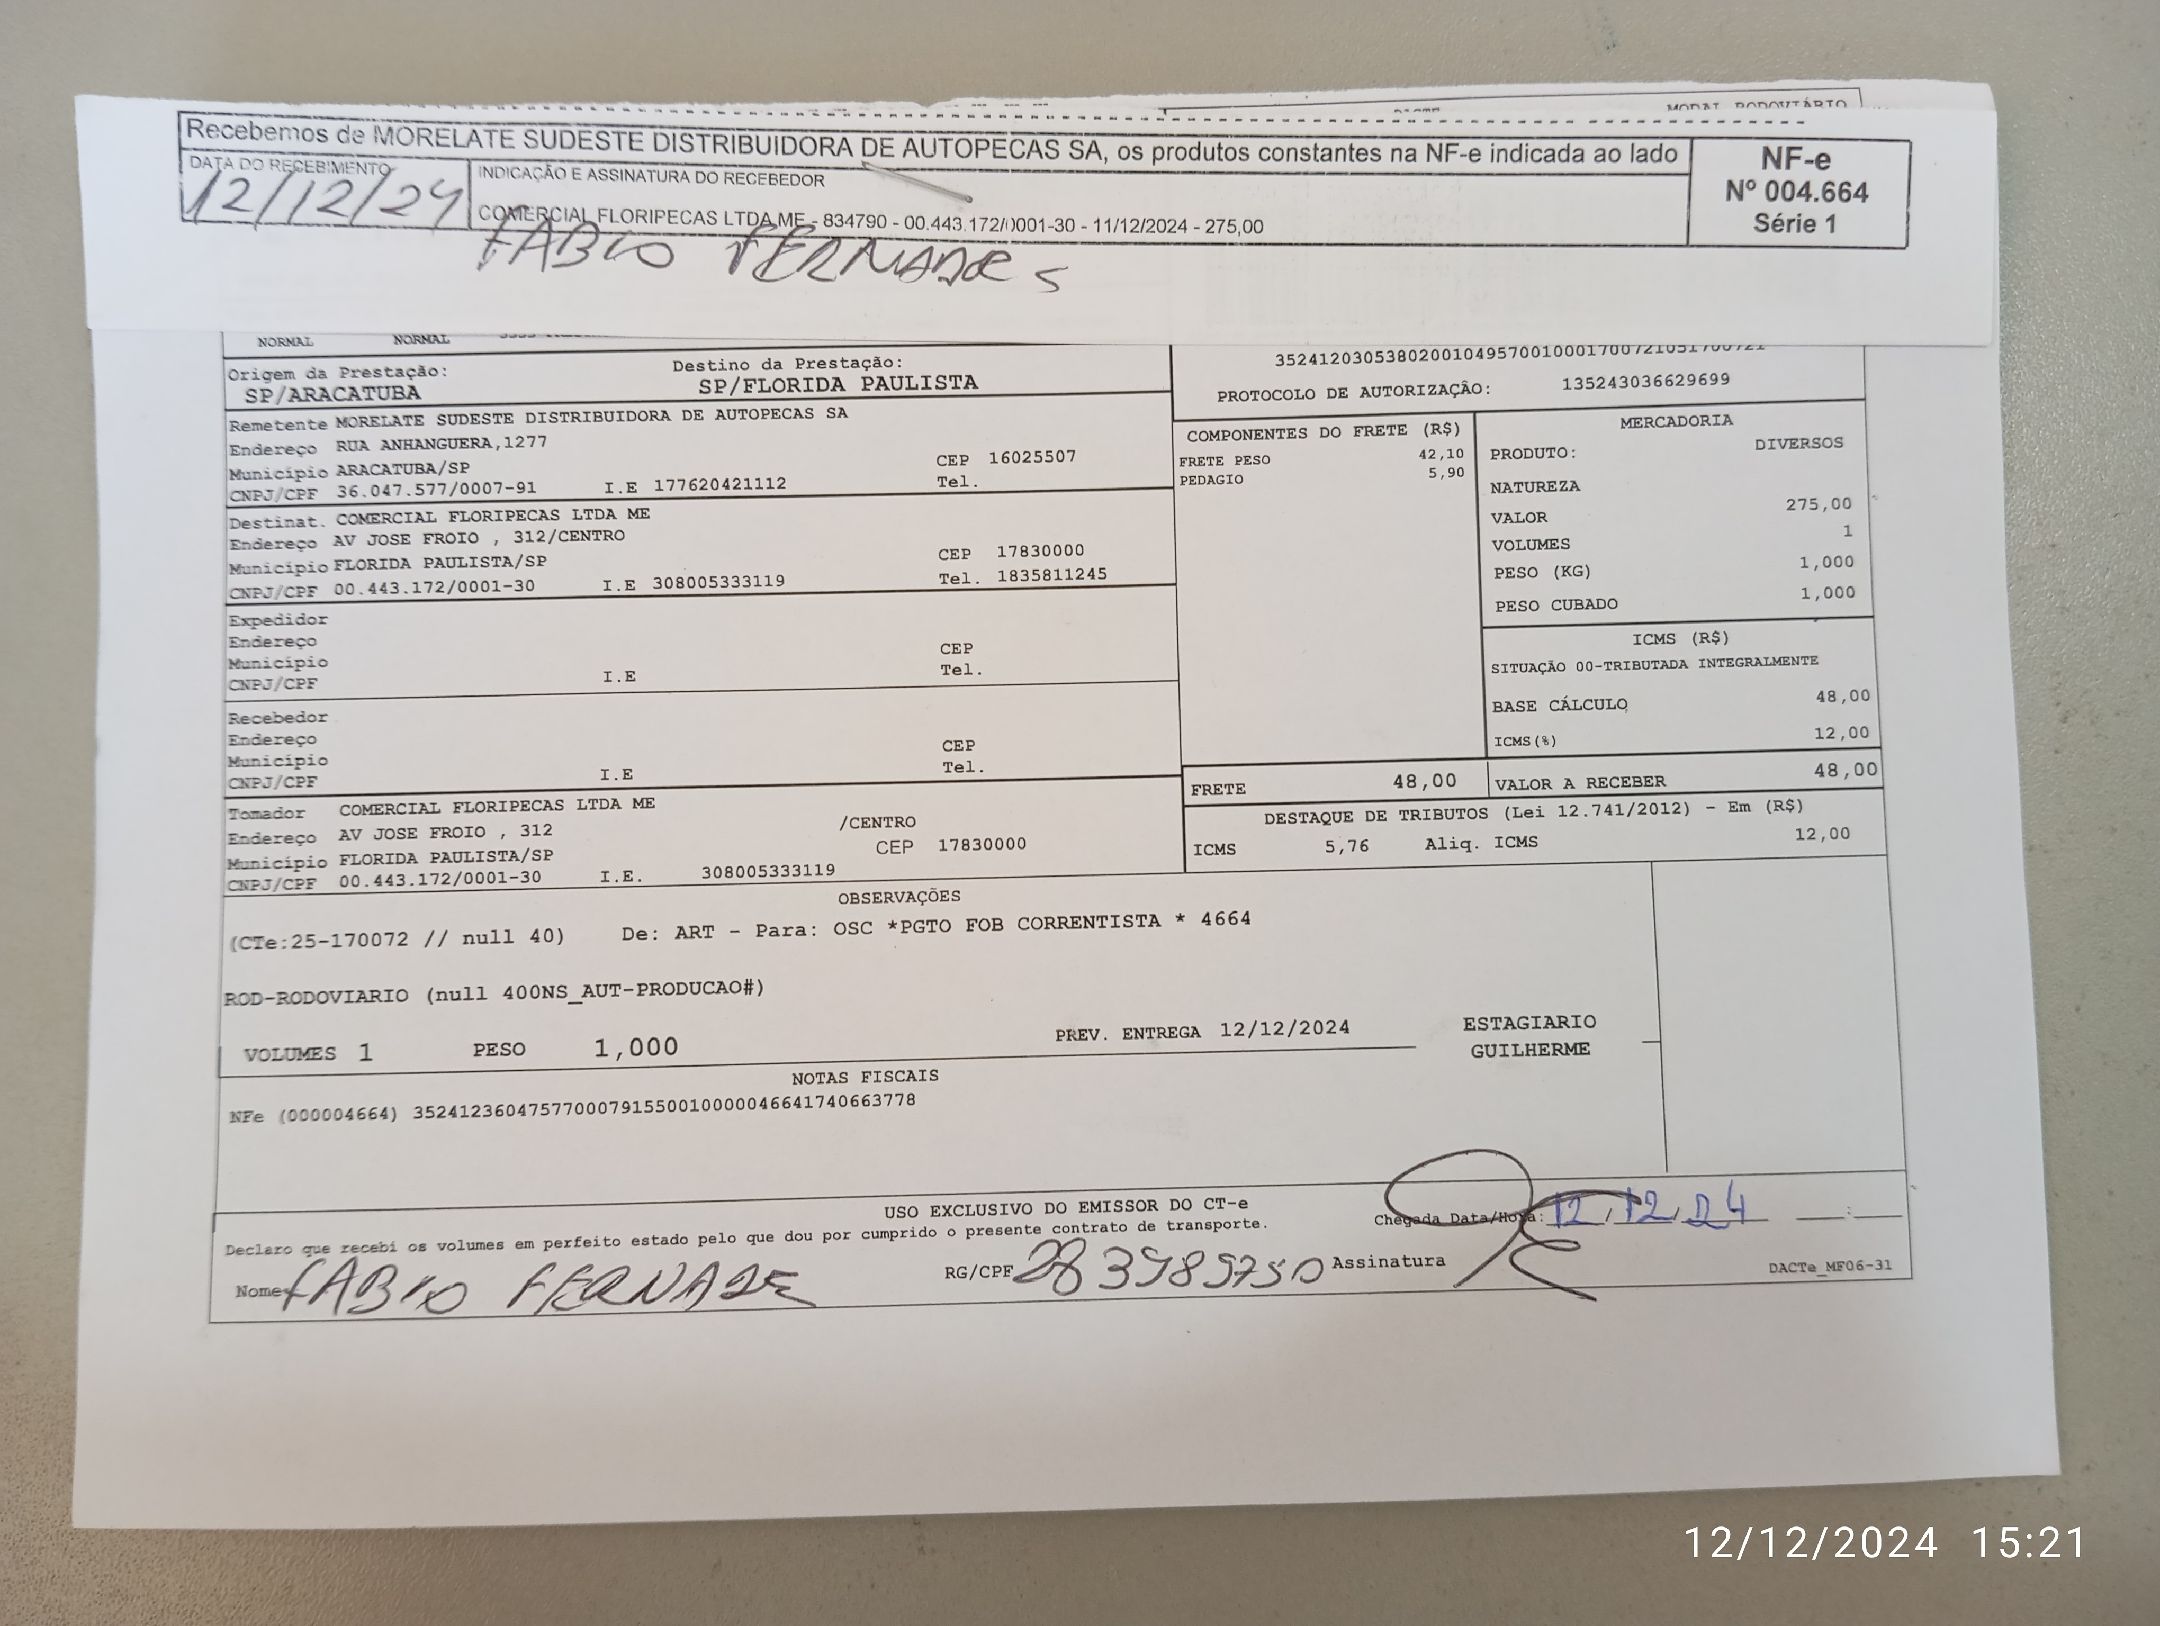 MODAL RODOVIÁRIO
Recebemos de MORELATE SUDESTE DISTRIBUIDORA DE AUTOPECAS SA, os produtos constantes na NF-e indicada ao lado
DATA DO RECEBIMENTO
12/12/24
INDICAÇÃO E ASSINATURA DO RECEBEDOR
COMERCIAL FLORIPECAS LTDA ME - 834790 - 00.443.172/0001-30 - 11/12/2024 - 275,00
FABIO FERNADES
NF-e
Nº 004.664
Série 1
NORMAL NORMAL
Origem da Prestação:
SP/ARACATUBA
Destino da Prestação:
SP/FLORIDA PAULISTA
PROTOCOLO DE AUTORIZAÇÃO: 135243036629699
Remetente MORELATE SUDESTE DISTRIBUIDORA DE AUTOPECAS SA
Endereço RUA ANHANGUERA,1277
Município ARACATUBA/SP CEP 16025507
CNPJ/CPF 36.047.577/0007-91 I.E 177620421112 Tel.
Destinat. COMERCIAL FLORIPECAS LTDA ME
Endereço AV JOSE FROIO , 312/CENTRO
Município FLORIDA PAULISTA/SP CEP 17830000
CNPJ/CPF 00.443.172/0001-30 I.E 308005333119 Tel. 1835811245
Expedidor
Endereço
Município CEP
CNPJ/CPF I.E Tel.
Recebedor
Endereço
Município CEP
CNPJ/CPF I.E Tel.
Tomador COMERCIAL FLORIPECAS LTDA ME
Endereço AV JOSE FROIO , 312 /CENTRO
Município FLORIDA PAULISTA/SP CEP 17830000
CNPJ/CPF 00.443.172/0001-30 I.E. 308005333119
COMPONENTES DO FRETE (R$)
FRETE PESO 42,10
PEDAGIO 5,90
MERCADORIA
PRODUTO: DIVERSOS
NATUREZA
VALOR 275,00
VOLUMES 1
PESO (KG) 1,000
PESO CUBADO 1,000
ICMS (R$)
SITUAÇÃO 00-TRIBUTADA INTEGRALMENTE
BASE CÁLCULO 48,00
ICMS(%) 12,00
FRETE 48,00 VALOR A RECEBER 48,00
DESTAQUE DE TRIBUTOS (Lei 12.741/2012) - Em (R$)
ICMS 5,76 Aliq. ICMS 12,00
OBSERVAÇÕES
(CTe:25-170072 // null 40) De: ART - Para: OSC *PGTO FOB CORRENTISTA * 4664
ROD-RODOVIARIO (null 400NS_AUT-PRODUCAO#)
VOLUMES 1 PESO 1,000 PREV. ENTREGA 12/12/2024
ESTAGIARIO
GUILHERME
NOTAS FISCAIS
NFe (000004664) 35241236047577000791550010000046641740663778
USO EXCLUSIVO DO EMISSOR DO CT-e
Declaro que recebi os volumes em perfeito estado pelo que dou por cumprido o presente contrato de transporte.
Chegada Data/Hora: 12/12/24 :
Nome FABIO FERNADE RG/CPF Assinatura
DACTe_MF06-31
12/12/2024 15:21